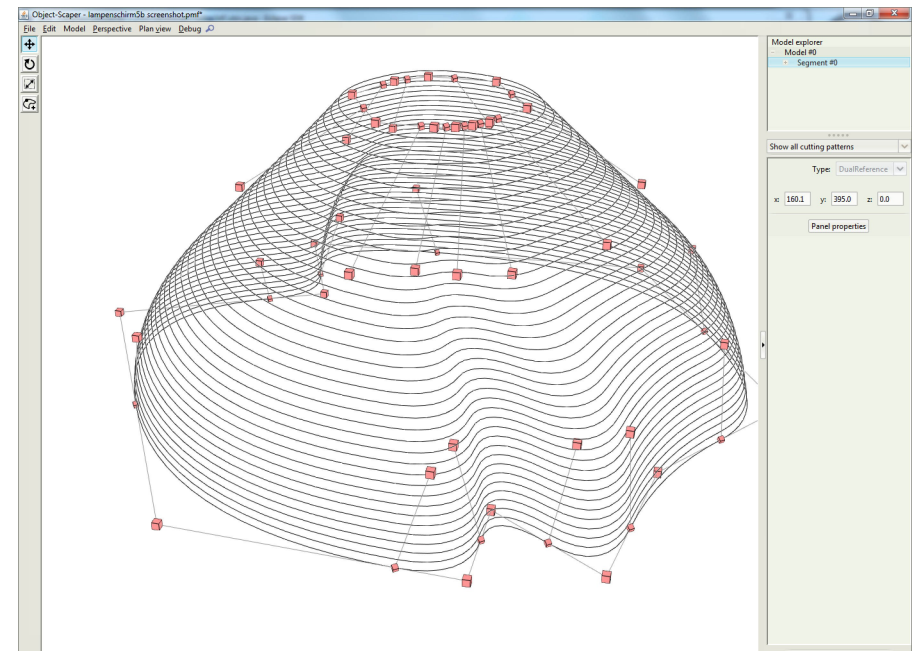 Object-Scaper - lampenschirm5b screenshot.pmf*
File Edit Model Perspective Plan view Debug
Model explorer
Model #0
Segment #0
Show all cutting patterns
Type: DualReference
x: 160.1 y: 395.0 z: 0.0
Panel properties